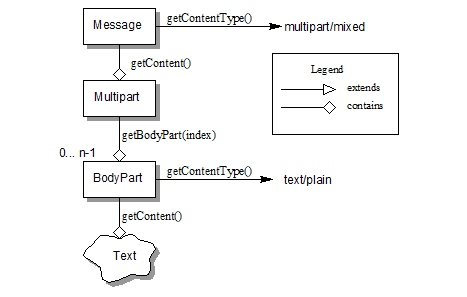 Message
getContentType()
multipart/mixed
getContent()
Legend
extends
contains
Multipart
getBodyPart(index)
0... n-1
BodyPart
getContentType()
text/plain
getContent()
Text